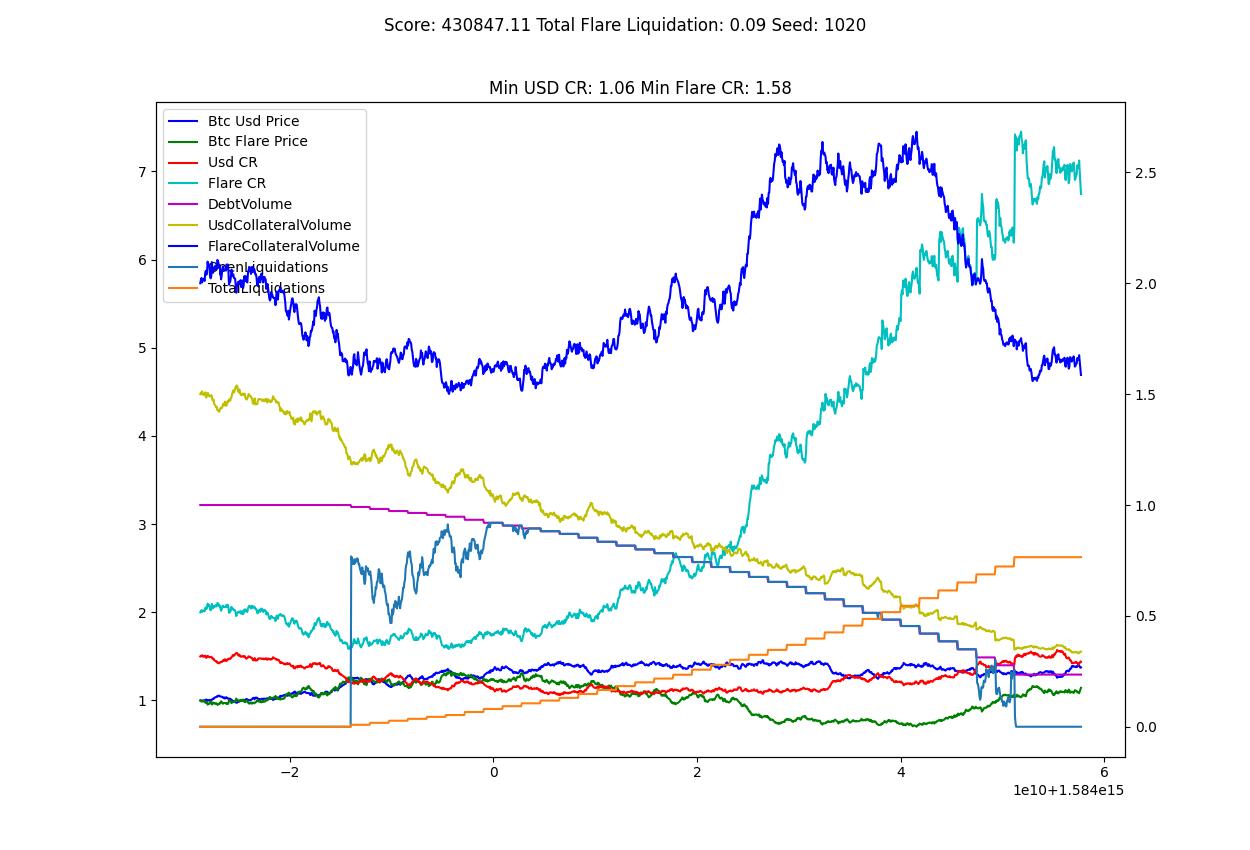 Score: 430847.11 Total Flare Liquidation: 0.09 Seed: 1020
Min USD CR: 1.06 Min Flare CR: 1.58
Btc Usd Price
Btc Flare Price
Usd CR
Flare CR
DebtVolume
UsdCollateralVolume
FlareCollateralVolume
OpenLiquidations
TotalLiquidations
7
6
5
4
3
2
1
2.5
2.0
1.5
1.0
0.5
0.0
−2
0
2
4
6
1e10+1.584e15